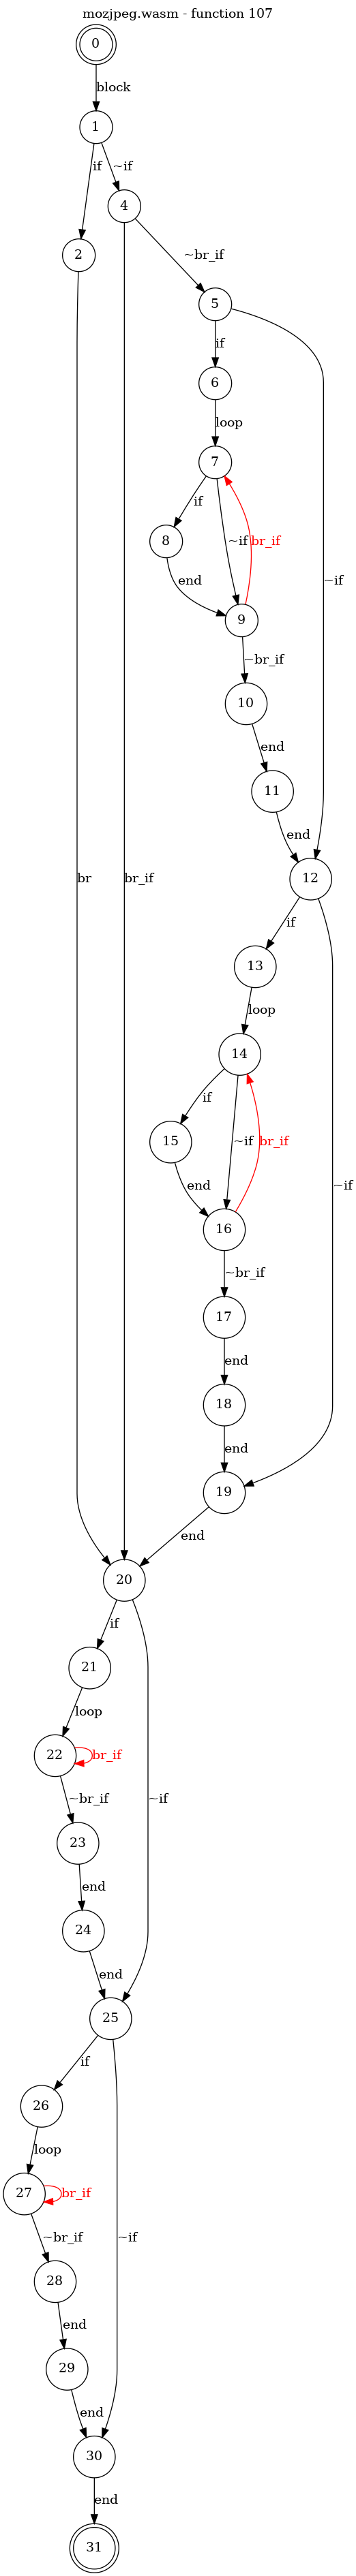 mozjpeg.wasm - function 107
0
block
1
if
~if
4
2
~br_if
5
if
6
loop
7
if
8
~if
br_if
~if
end
9
~br_if
10
end
11
end
br
br_if
12
if
13
loop
14
if
15
~if
br_if
~if
end
16
~br_if
17
end
18
end
19
end
20
if
21
loop
22
br_if
~br_if
~if
23
end
24
end
25
if
26
loop
27
br_if
~br_if
~if
28
end
29
end
30
end
31